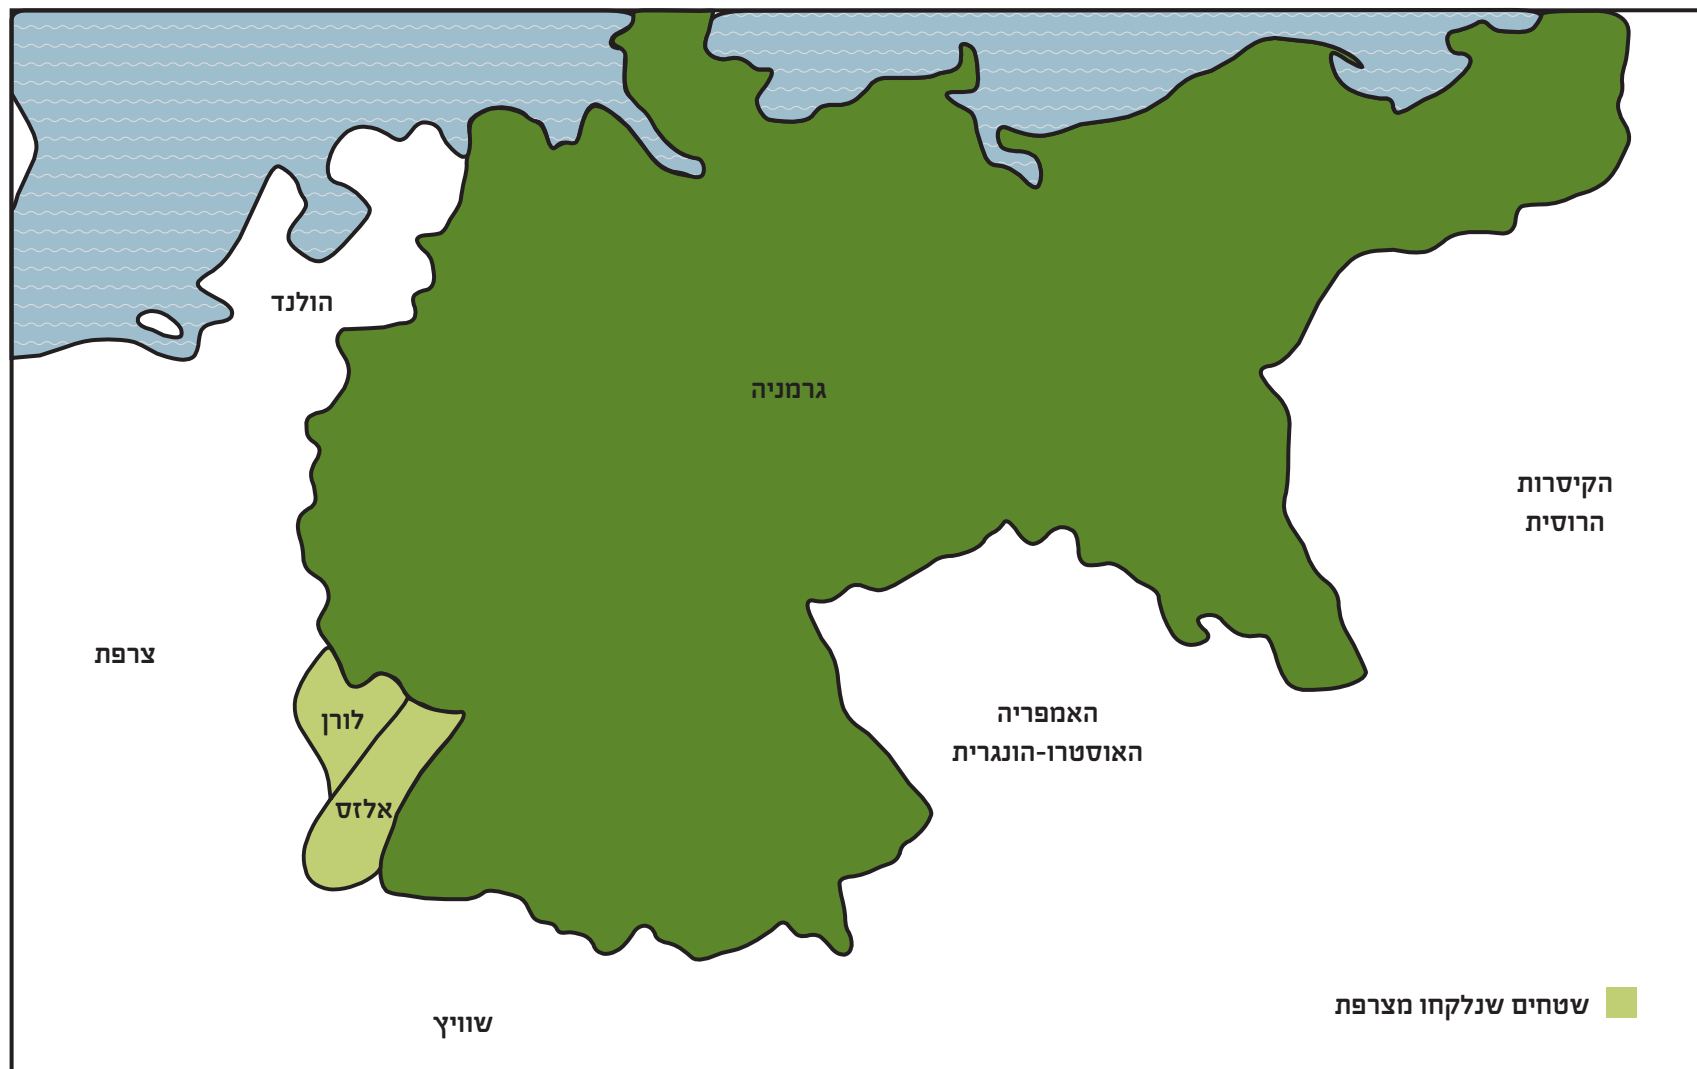 הולנד
גרמניה
הקיסרות
הרוסית
צרפת
לורן
האמפריה
האוסטרו-הונגרית
אלזס
שטחים שנלקחו מצרפת
שוויץ